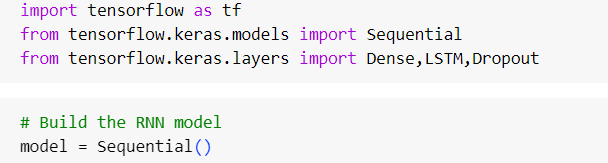 import tensorflow as tf
from tensorflow.keras.models import Sequential
from tensorflow.keras.layers import Dense,LSTM,Dropout
# Build the RNN model
model = Sequential()